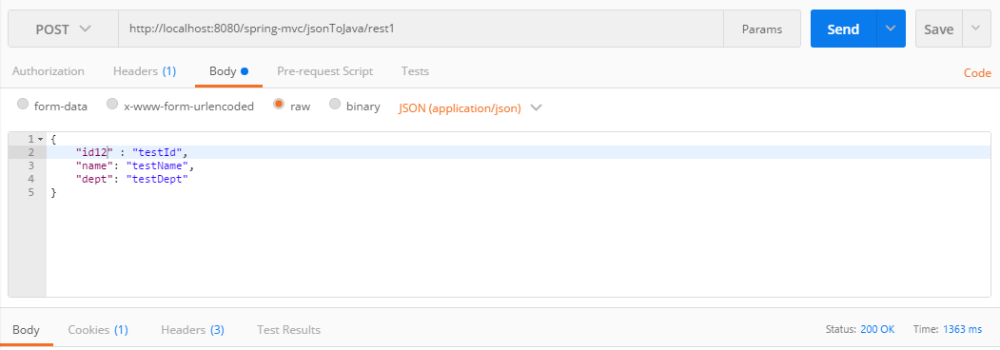 POST http://localhost:8080/spring-mvc/jsonToJava/rest1 Params Send Save
Authorization Headers (1) Body Pre-request Script Tests Code
form-data x-www-form-urlencoded raw binary JSON (application/json)
1 {
2 "id12" : "testId",
3 "name": "testName",
4 "dept": "testDept"
5 }
Body Cookies (1) Headers (3) Test Results Status: 200 OK Time: 1363 ms